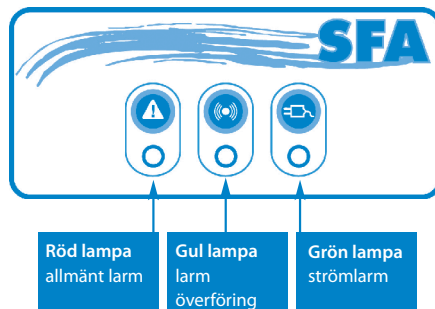 SFA
Röd lampa
allmänt larm
Gul lampa
larm
överföring
Grön lampa
strömlarm